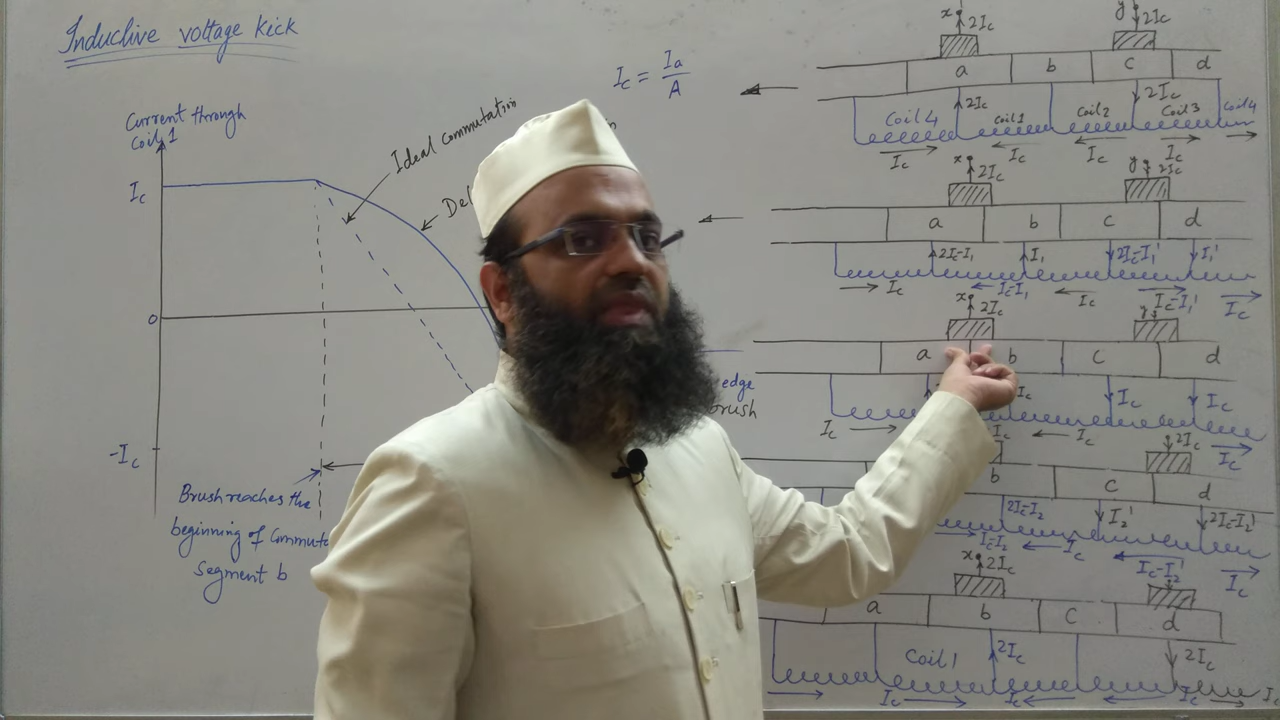 Inductive voltage kick
Current through
coil 1
I_c
0
-I_c
Ideal commutation
Brush reaches the
beginning of
segment b
edge
I_c = I_a / A
x 2I_c y 2I_c
a b c d
2I_c 2I_c
Coil 4 coil 1 coil 2 Coil 3 Coil 4
I_c I_c I_c I_c
x 2I_c y 2I_c
a b c d
2I_c-I_1 I_1 2I_c-I_1' I_1'
I_c I_c-I_1 I_c I_c-I_1' I_c
x 2I_c y
a b c d
I_c I_c I_c
I_c I_c I_c I_c
2I_c
b c d
2I_c-I_2 I_2' 2I_c-I_2'
I_c-I_2 I_c I_c-I_2' I_c
x 2I_c
a b c d
Coil 1 2I_c 2I_c
I_c I_c I_c